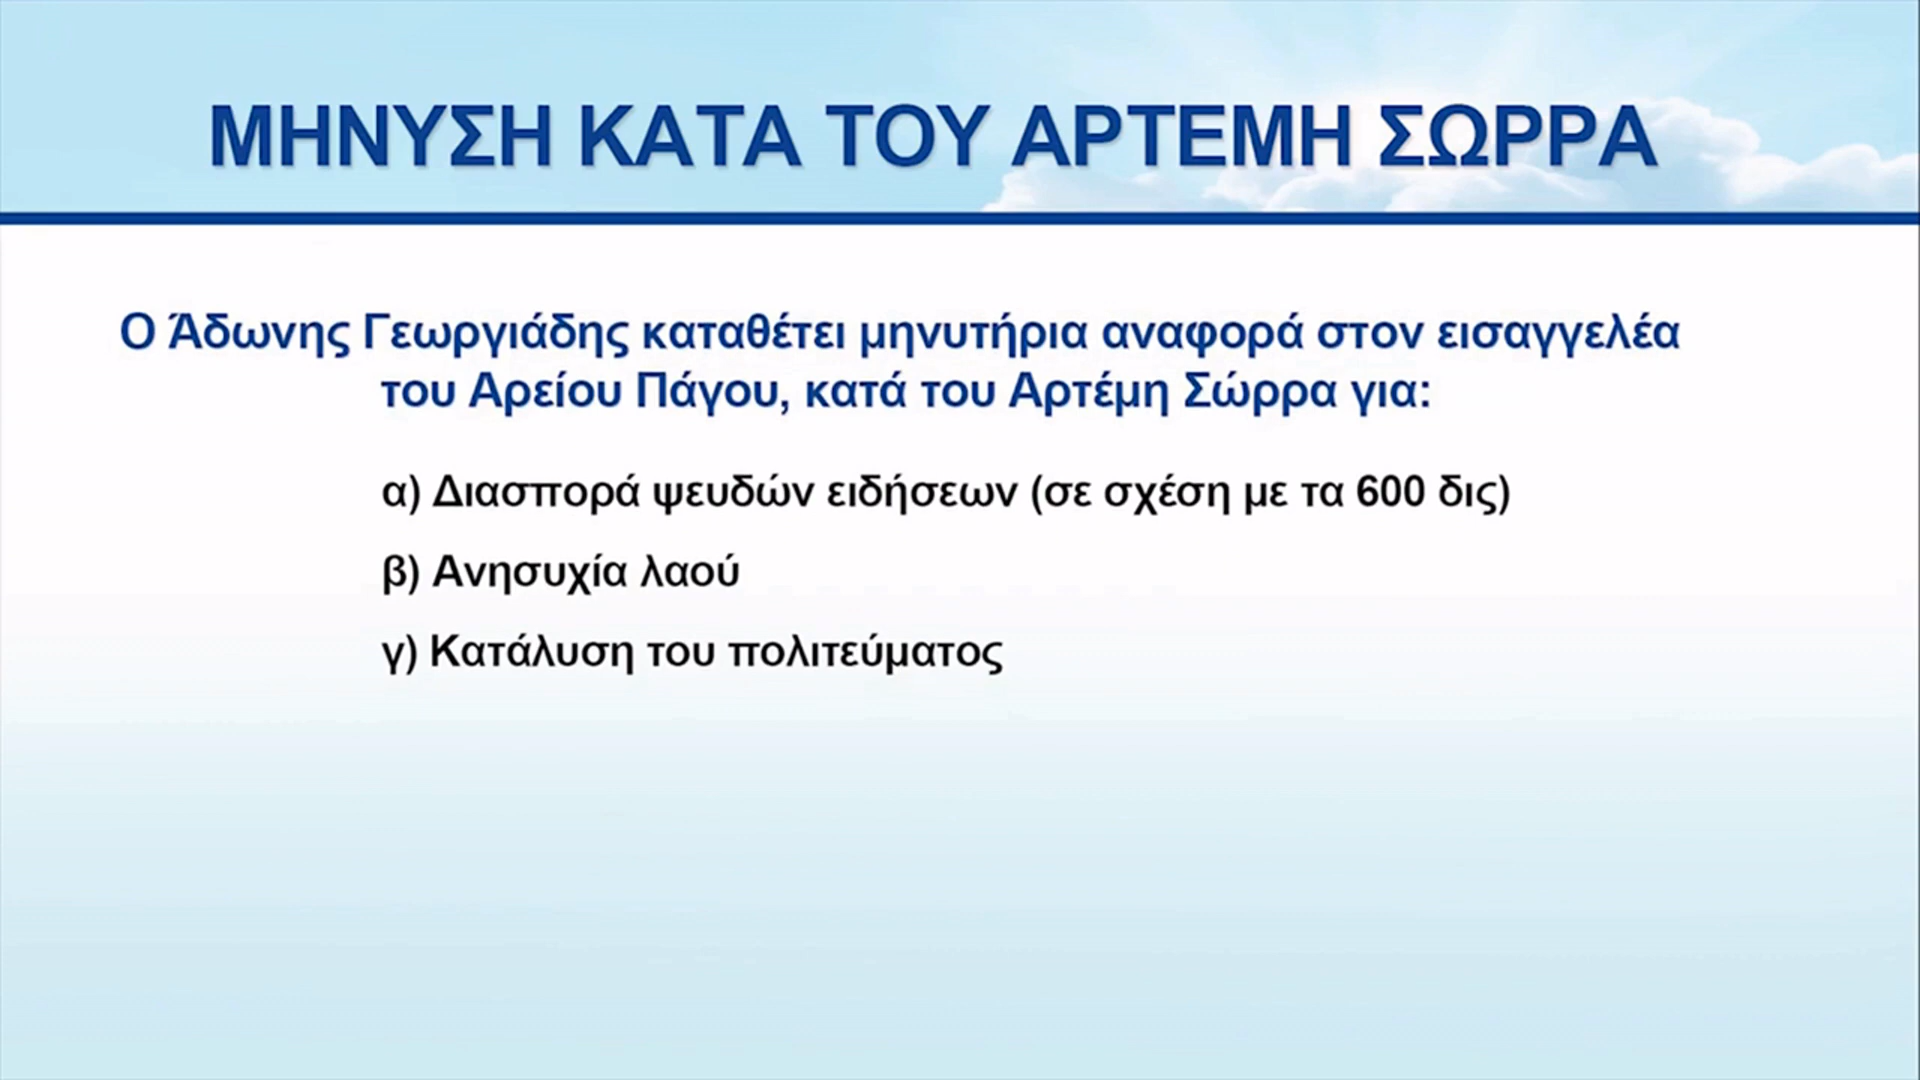 ΜΗΝΥΣΗ ΚΑΤΑ ΤΟΥ ΑΡΤΕΜΗ ΣΩΡΡΑ
Ο Άδωνης Γεωργιάδης καταθέτει μηνυτήρια αναφορά στον εισαγγελέα
του Αρείου Πάγου, κατά του Αρτέμη Σώρρα για:
α) Διασπορά ψευδών ειδήσεων (σε σχέση με τα 600 δις)
β) Ανησυχία λαού
γ) Κατάλυση του πολιτεύματος